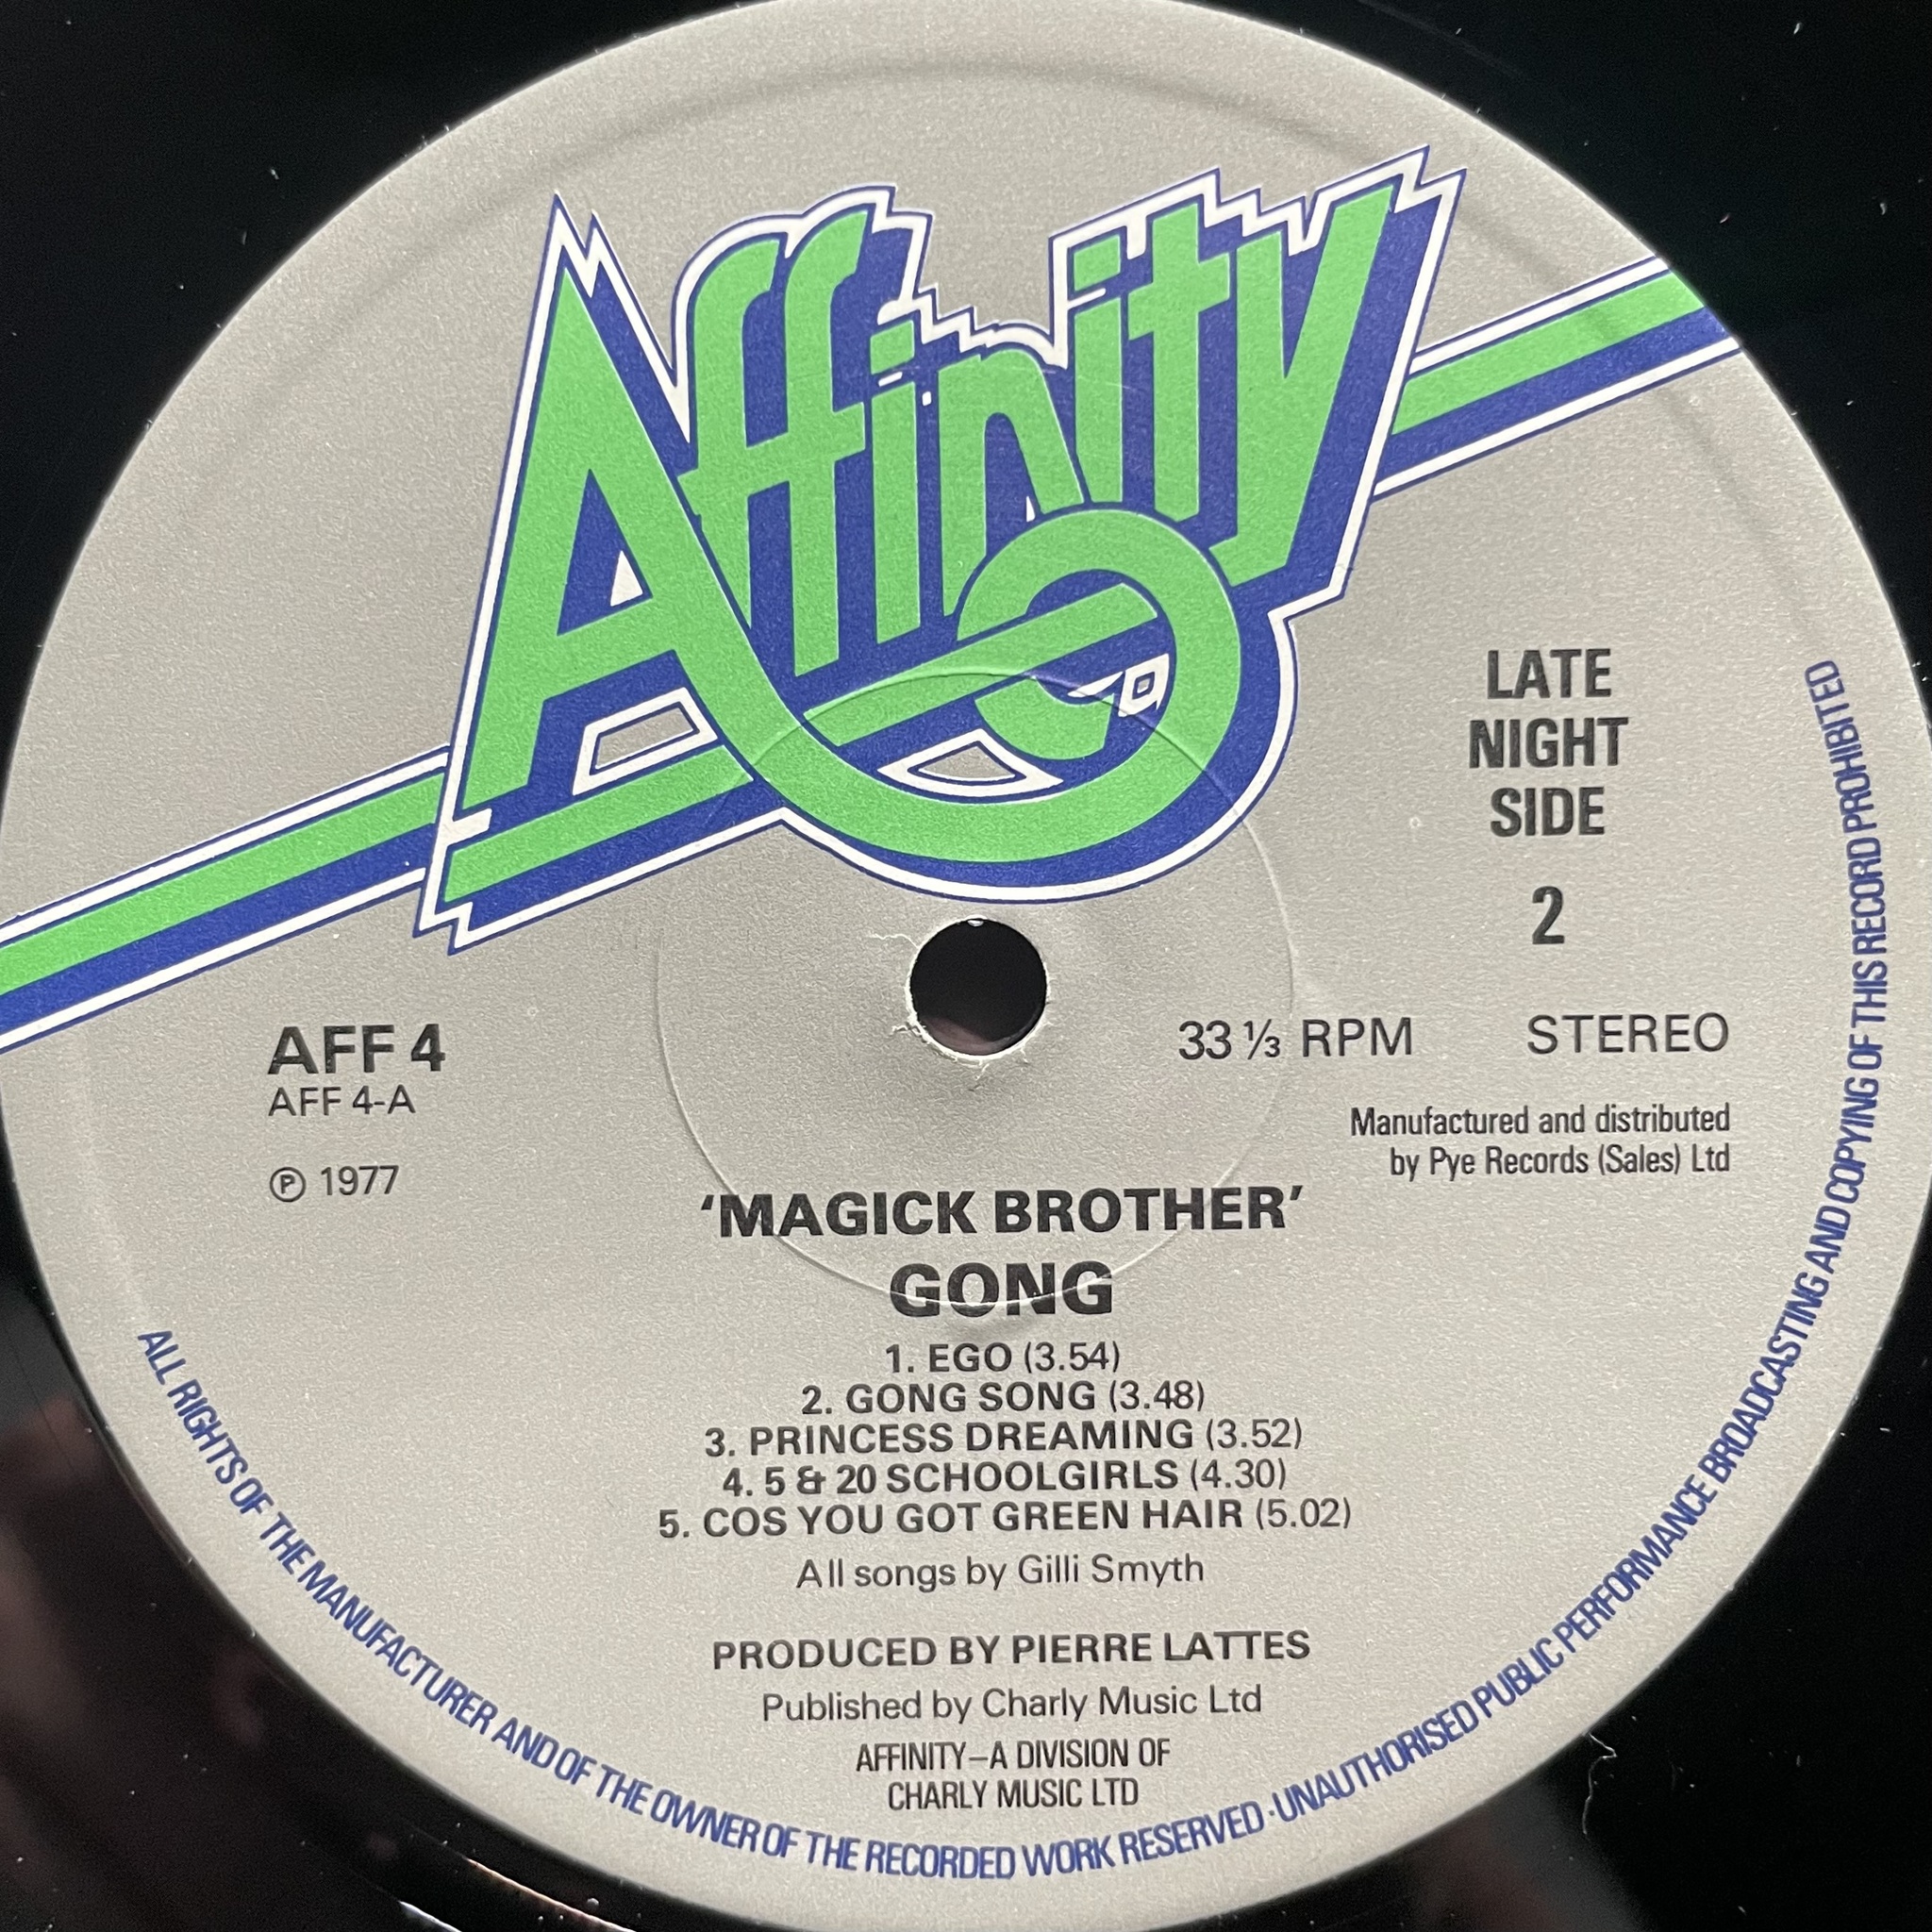 Affinity
LATE
NIGHT
SIDE
2
AFF 4
AFF 4-A
℗ 1977
33 ⅓ RPM STEREO
Manufactured and distributed
by Pye Records (Sales) Ltd
‘MAGICK BROTHER’
GONG
1. EGO (3.54)
2. GONG SONG (3.48)
3. PRINCESS DREAMING (3.52)
4. 5 & 20 SCHOOLGIRLS (4.30)
5. COS YOU GOT GREEN HAIR (5.02)
All songs by Gilli Smyth
PRODUCED BY PIERRE LATTES
Published by Charly Music Ltd
AFFINITY–A DIVISION OF
CHARLY MUSIC LTD
ALL RIGHTS OF THE MANUFACTURER AND OF THE OWNER OF THE RECORDED WORK RESERVED · UNAUTHORISED PUBLIC PERFORMANCE BROADCASTING AND COPYING OF THIS RECORD PROHIBITED